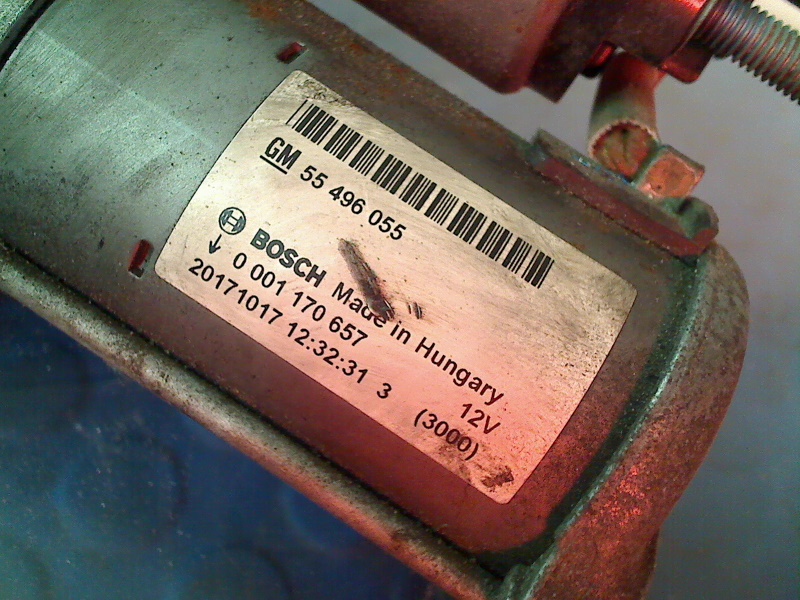 GM 55 496 055
BOSCH Made in Hungary
0 001 170 657 12V
20171017 12:32:31 3 (3000)